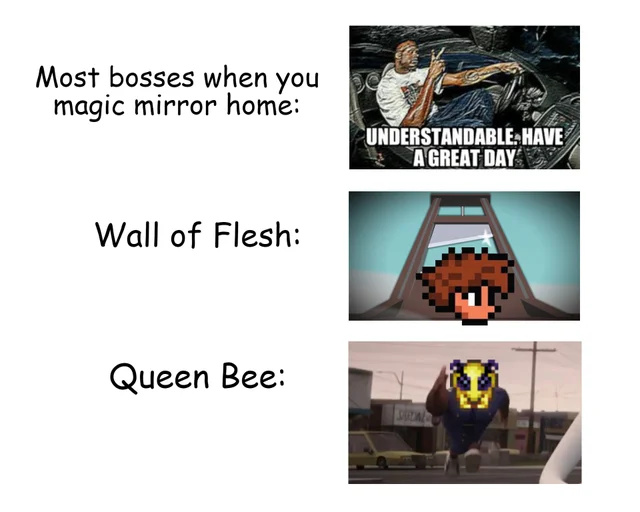 Most bosses when you
magic mirror home:
UNDERSTANDABLE. HAVE
A GREAT DAY
Wall of Flesh:
Queen Bee: